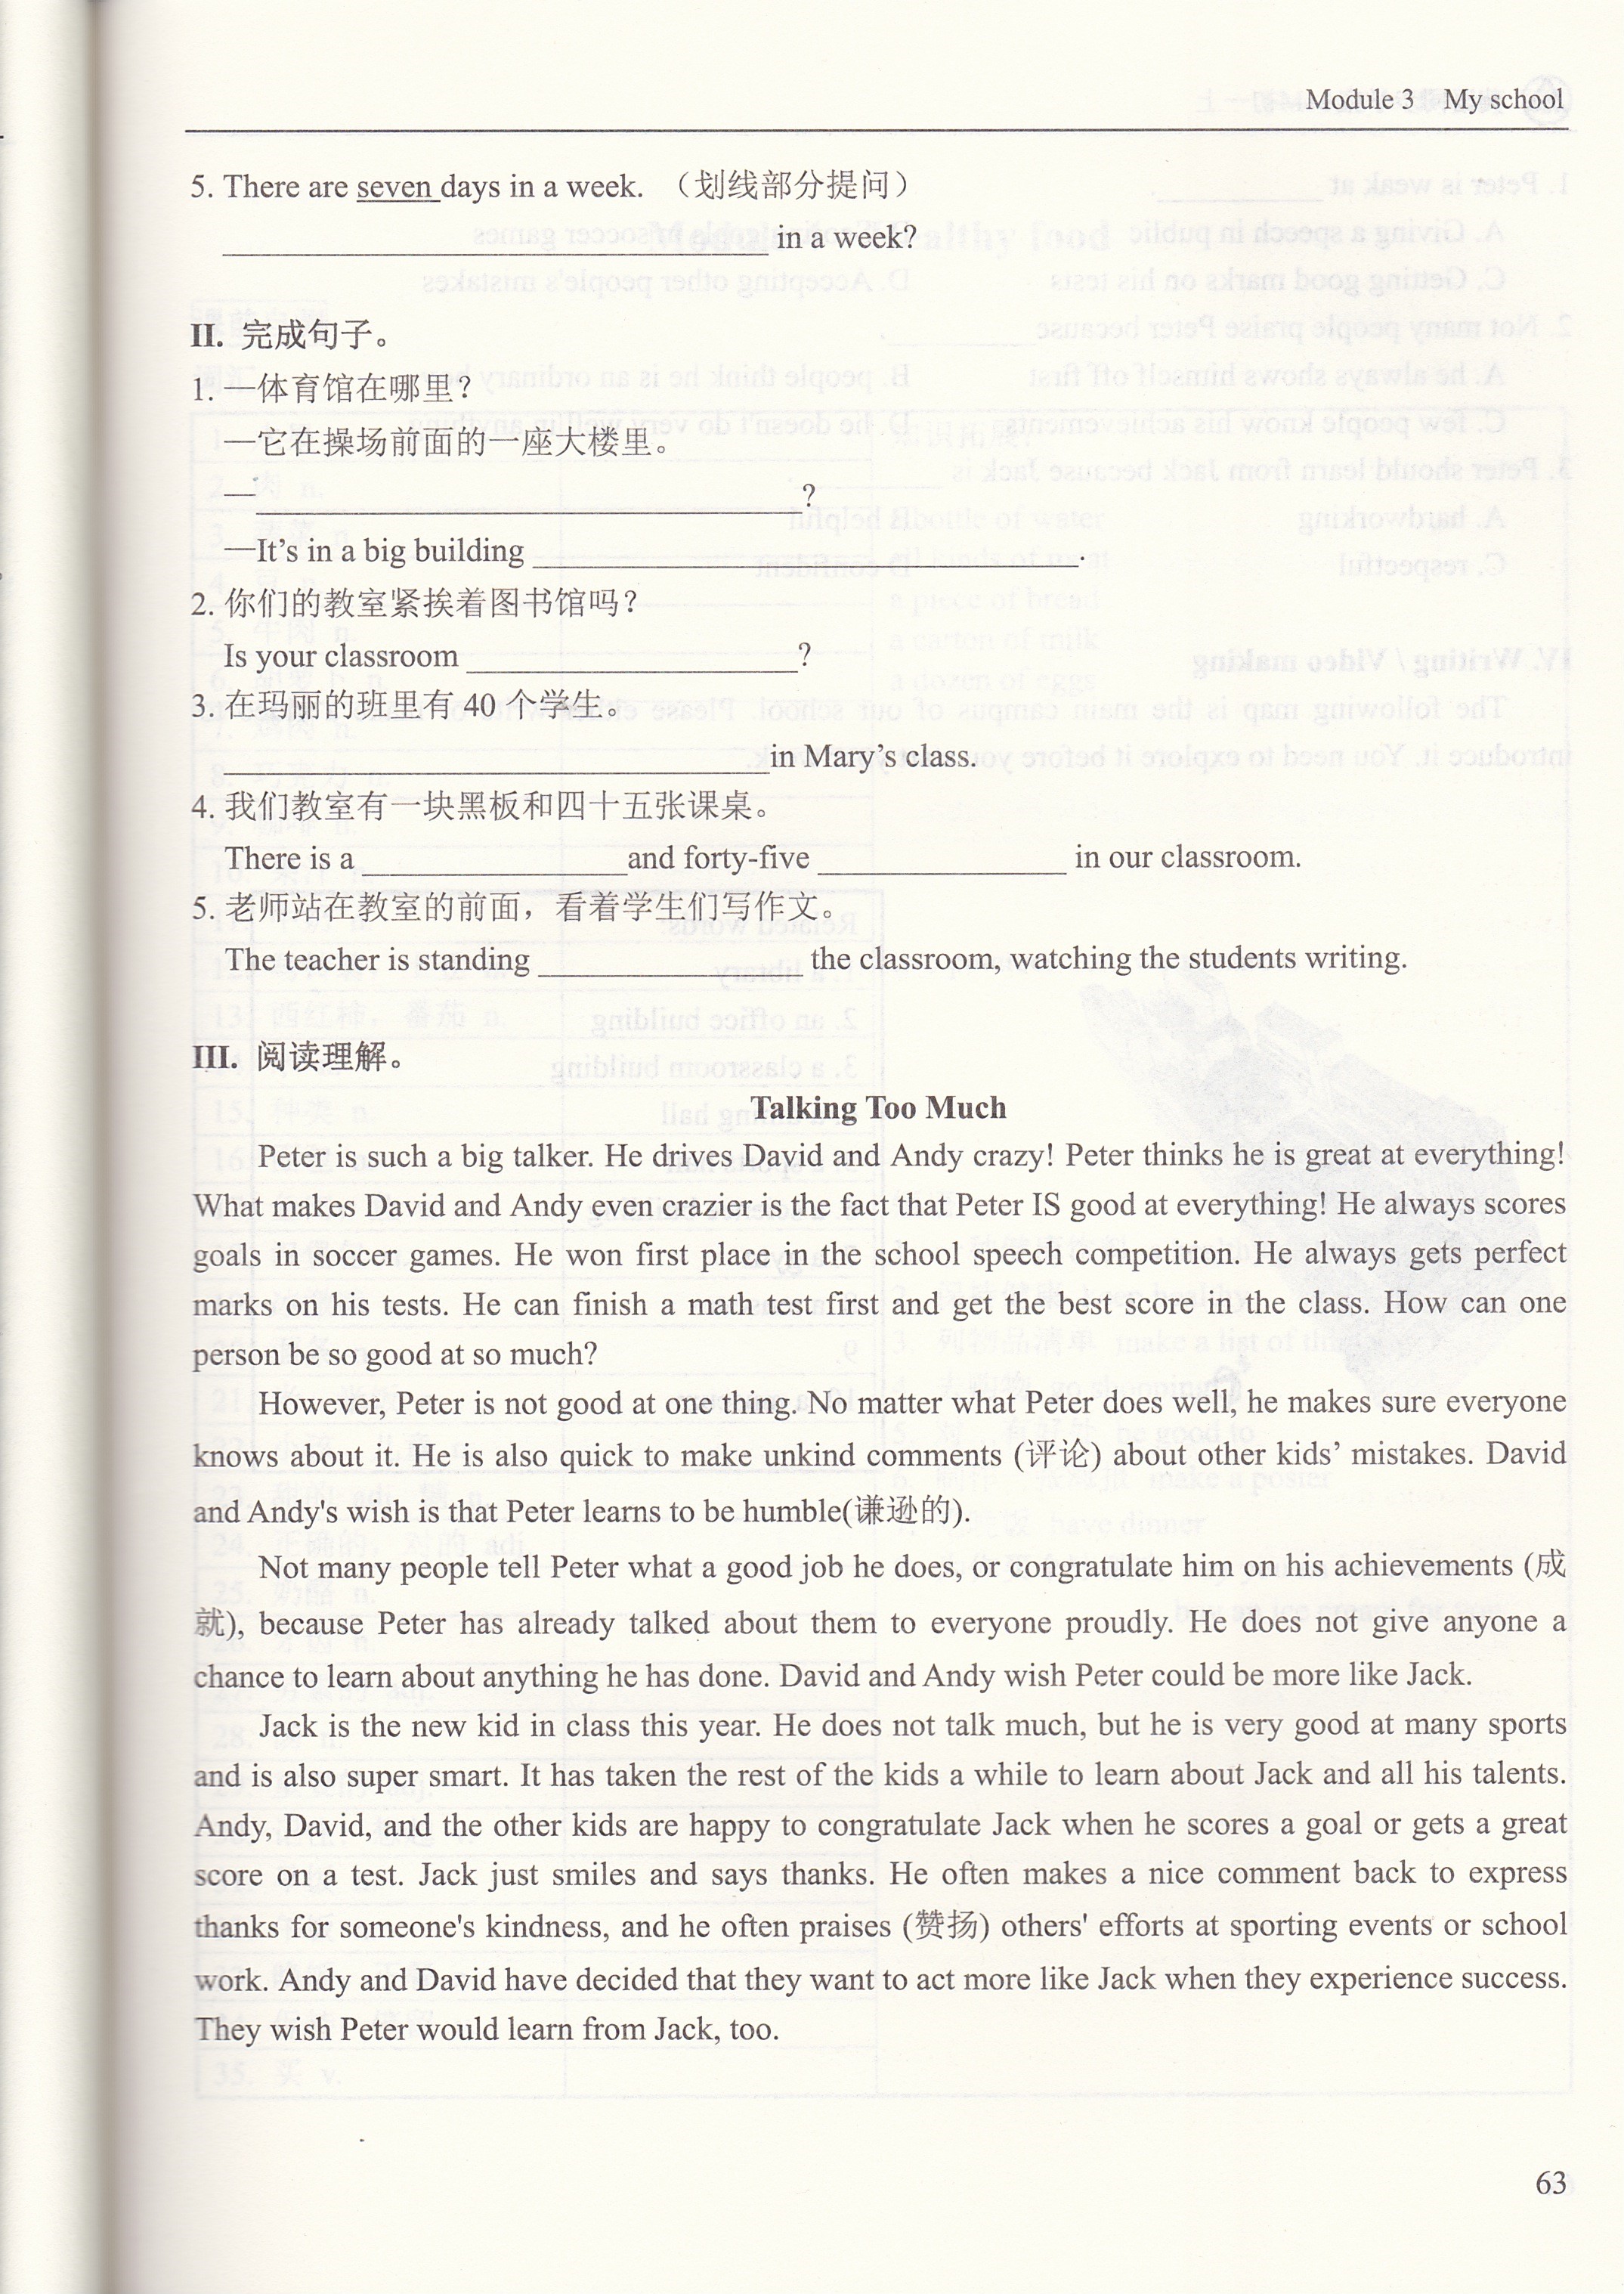 Module 3 My school
5. There are seven days in a week. （划线部分提问）
______ in a week?
II. 完成句子。
1. —体育馆在哪里？
—它在操场前面的一座大楼里。
— ______?
—It’s in a big building ______.
2. 你们的教室紧挨着图书馆吗？
Is your classroom ______?
3. 在玛丽的班里有 40 个学生。
______in Mary’s class.
4. 我们教室有一块黑板和四十五张课桌。
There is a ______and forty-five ______ in our classroom.
5. 老师站在教室的前面，看着学生们写作文。
The teacher is standing ______ the classroom, watching the students writing.
III. 阅读理解。
Talking Too Much
Peter is such a big talker. He drives David and Andy crazy! Peter thinks he is great at everything!
What makes David and Andy even crazier is the fact that Peter IS good at everything! He always scores
goals in soccer games. He won first place in the school speech competition. He always gets perfect
marks on his tests. He can finish a math test first and get the best score in the class. How can one
person be so good at so much?
However, Peter is not good at one thing. No matter what Peter does well, he makes sure everyone
knows about it. He is also quick to make unkind comments (评论) about other kids’ mistakes. David
and Andy's wish is that Peter learns to be humble(谦逊的).
Not many people tell Peter what a good job he does, or congratulate him on his achievements (成
就), because Peter has already talked about them to everyone proudly. He does not give anyone a
chance to learn about anything he has done. David and Andy wish Peter could be more like Jack.
Jack is the new kid in class this year. He does not talk much, but he is very good at many sports
and is also super smart. It has taken the rest of the kids a while to learn about Jack and all his talents.
Andy, David, and the other kids are happy to congratulate Jack when he scores a goal or gets a great
score on a test. Jack just smiles and says thanks. He often makes a nice comment back to express
thanks for someone's kindness, and he often praises (赞扬) others' efforts at sporting events or school
work. Andy and David have decided that they want to act more like Jack when they experience success.
They wish Peter would learn from Jack, too.
63